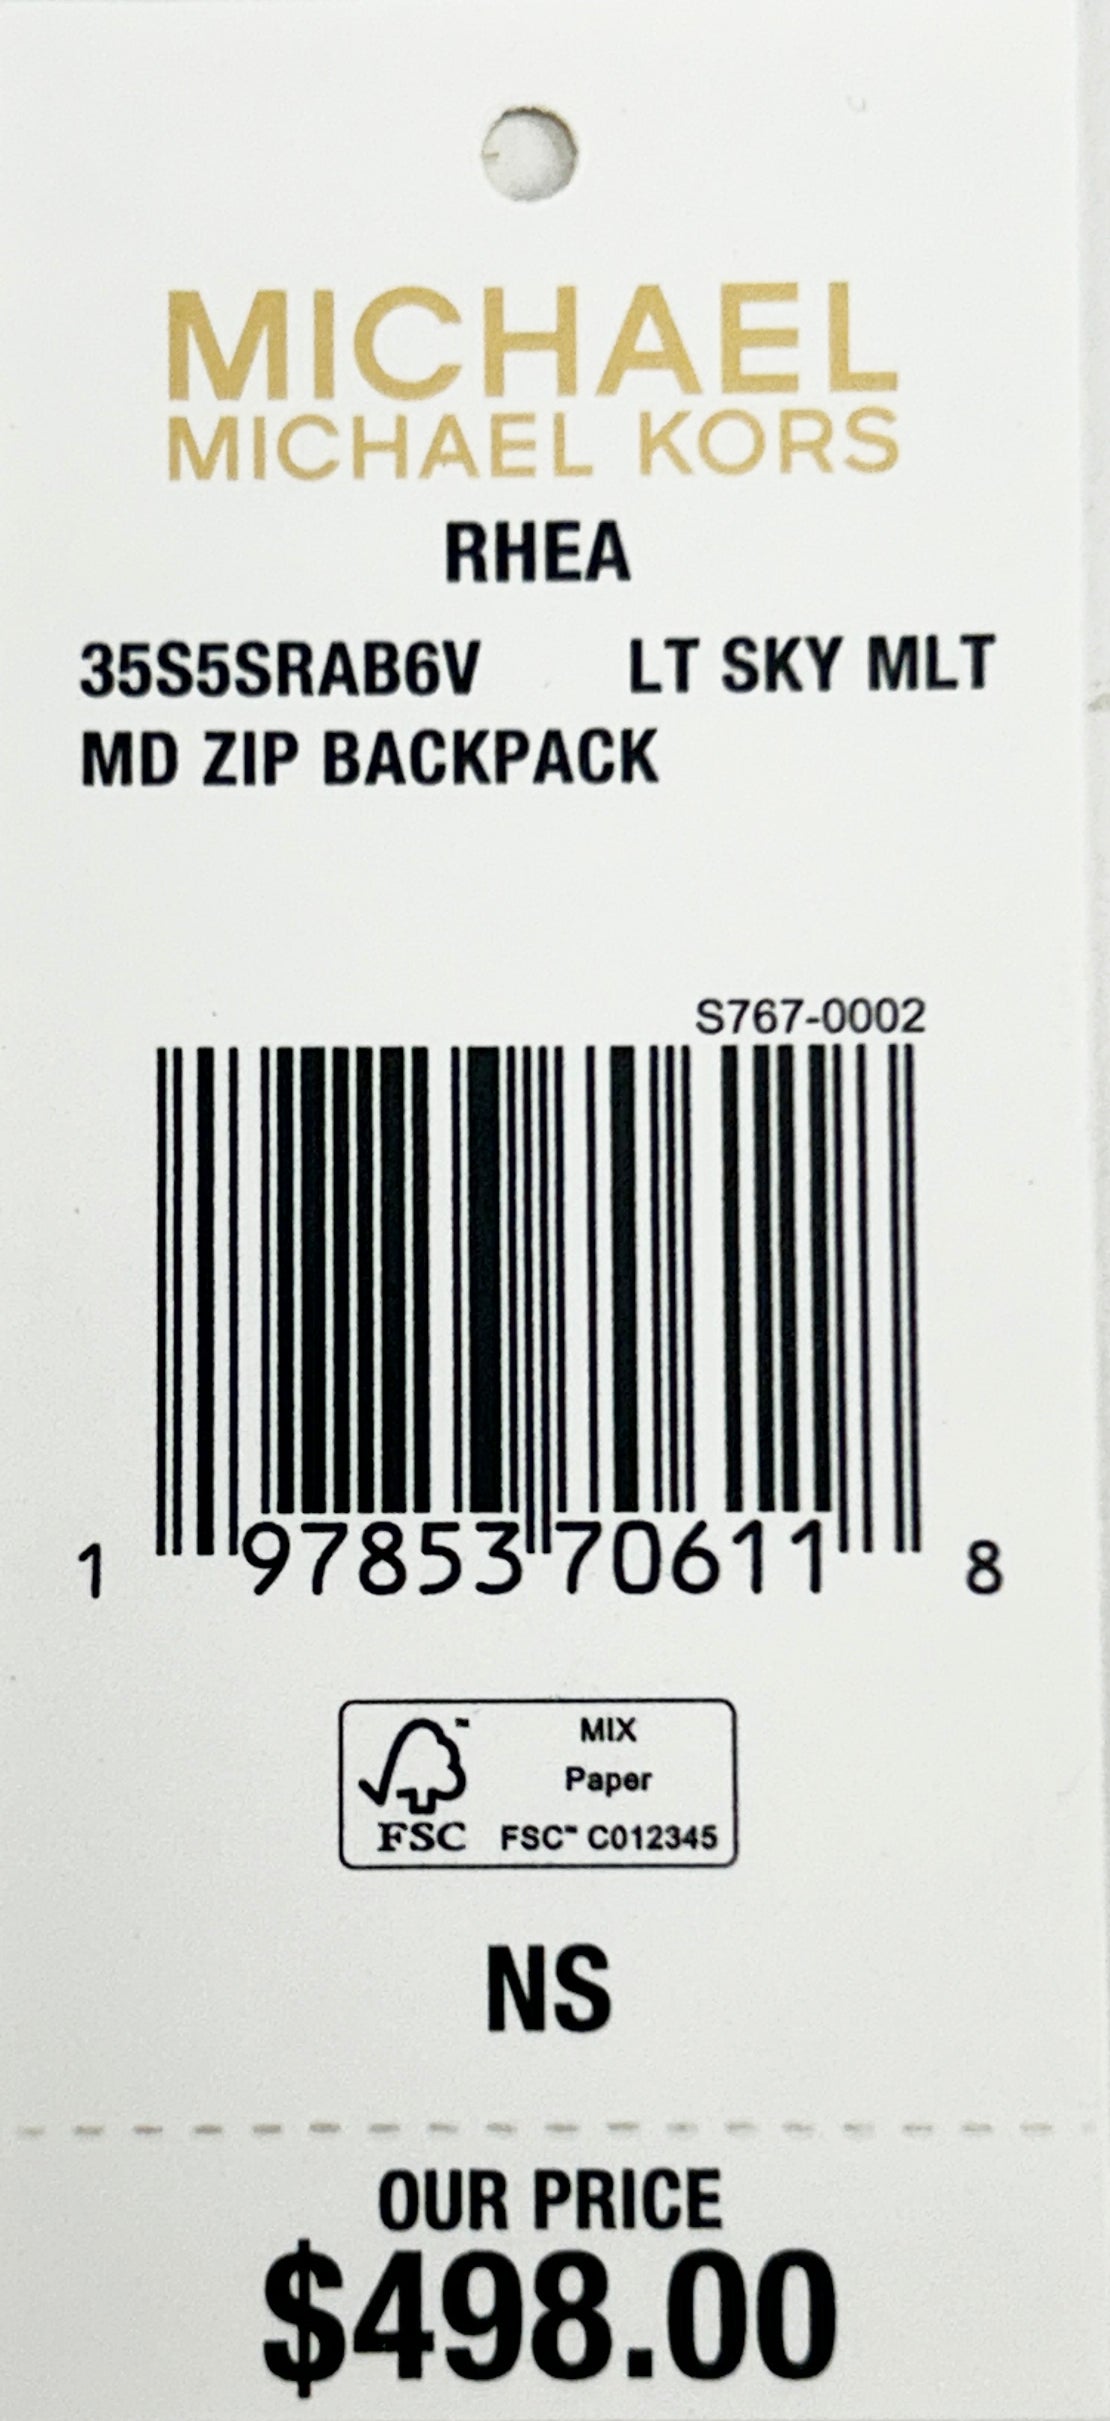 MICHAEL
MICHAEL KORS
RHEA
35S5SRAB6V LT SKY MLT
MD ZIP BACKPACK
S767-0002
1 97853 70611 8
MIX
Paper
FSC FSC™ C012345
NS
OUR PRICE
$498.00